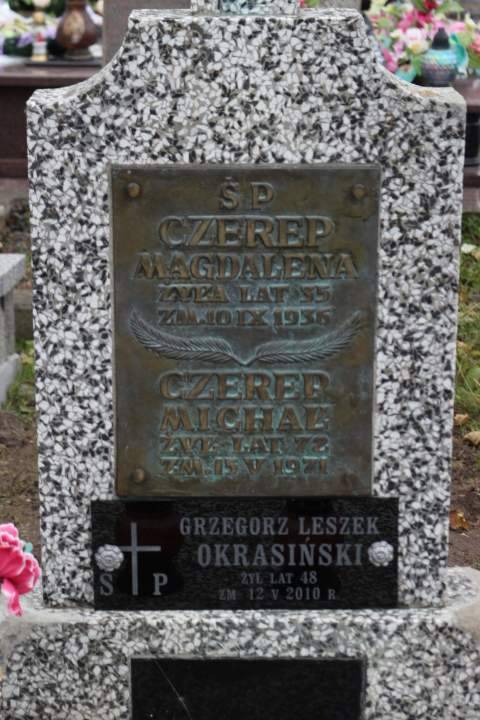 Ś P
CZEREP
MAGDALENA
ŻYŁA LAT 35
ZM. 10 IX 1936
CZEREP
MICHAŁ
ŻYŁ LAT 72
ZM. 15 V 1971
GRZEGORZ LESZEK
OKRASIŃSKI
ŻYŁ LAT 48
ZM 12 V 2010 R
Ś P